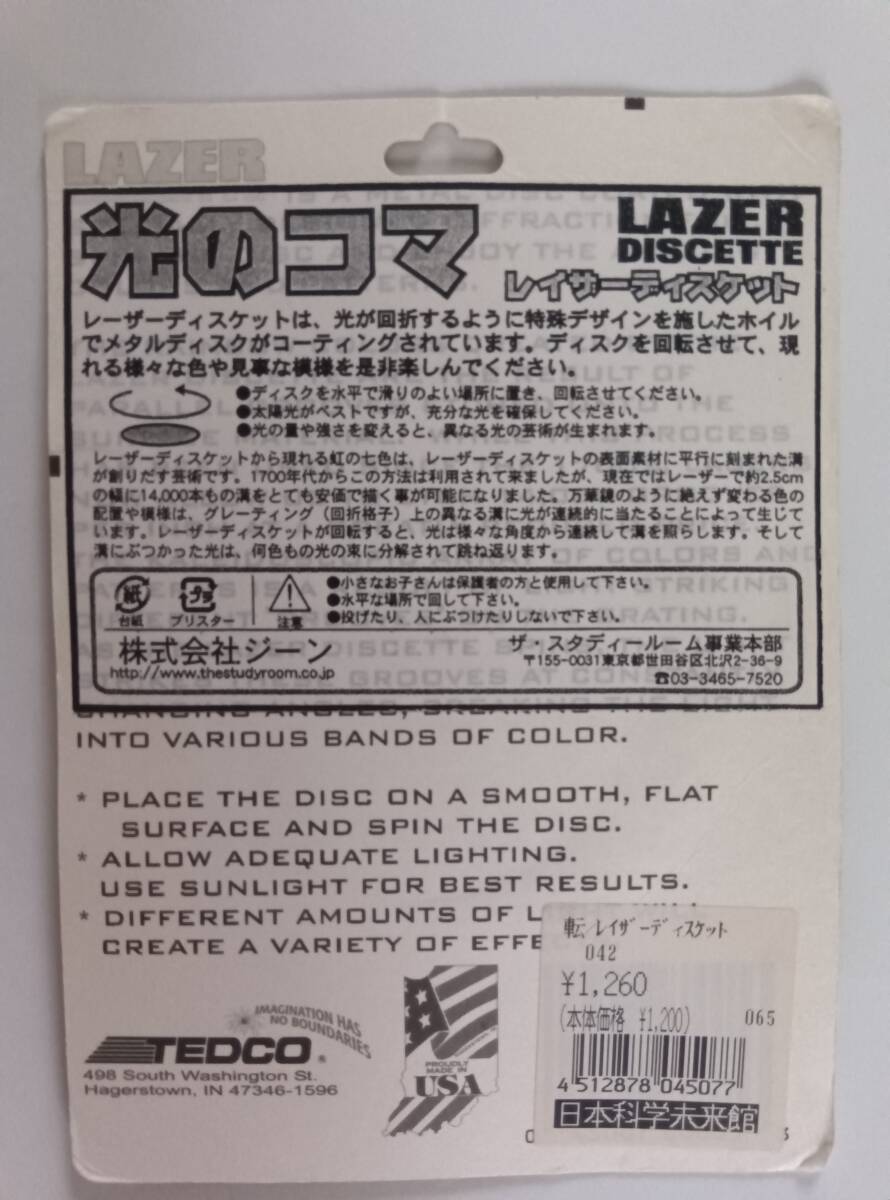 LAZER
光のコマ
LAZER
DISCETTE
レイザーディスケット
レーザーディスケットは、光が回折するように特殊デザインを施したホイル
でメタルディスクがコーティングされています。ディスクを回転させて、現
れる様々な色や見事な模様を是非楽しんでください。
●ディスクを水平で滑りのよい場所に置き、回転させてください。
●太陽光がベストですが、充分な光を確保してください。
●光の量や強さを変えると、異なる光の芸術が生まれます。
レーザーディスケットから現れる虹の七色は、レーザーディスケットの表面素材に平行に刻まれた溝
が創りだす芸術です。1700年代からこの方法は利用されて来ましたが、現在ではレーザーで約2.5cm
の幅に14,000本もの溝をとても安価で描く事が可能になりました。万華鏡のように絶えず変わる色の
配置や模様は、グレーティング（回折格子）上の異なる溝に光が連続的に当たることによって生じて
います。レーザーディスケットが回転すると、光は様々な角度から連続して溝を照らします。そして
溝にぶつかった光は、何色もの光の束に分解されて跳ね返ります。
紙
台紙
プラ
ブリスター
注意
●小さなお子さんは保護者の方と使用して下さい。
●水平な場所で回して下さい。
●投げたり、人にぶつけたりしないで下さい。
株式会社ジーン
http://www.thestudyroom.co.jp
ザ・スタディールーム事業本部
〒155-0031東京都世田谷区北沢2-36-9
☎03-3465-7520
CHANGING ANGLES, BREAKING THE LIGHT
INTO VARIOUS BANDS OF COLOR.
* PLACE THE DISC ON A SMOOTH, FLAT
SURFACE AND SPIN THE DISC.
* ALLOW ADEQUATE LIGHTING.
USE SUNLIGHT FOR BEST RESULTS.
* DIFFERENT AMOUNTS OF
CREATE A VARIETY OF
IMAGINATION HAS
NO BOUNDARIES
TEDCO®
498 South Washington St.
Hagerstown, IN 47346-1596
PROUDLY
MADE IN
USA
転/レイザーディスケット
042
¥1,260
(本体価格 ¥1,200)
065
4 512878 045077
日本科学未来館